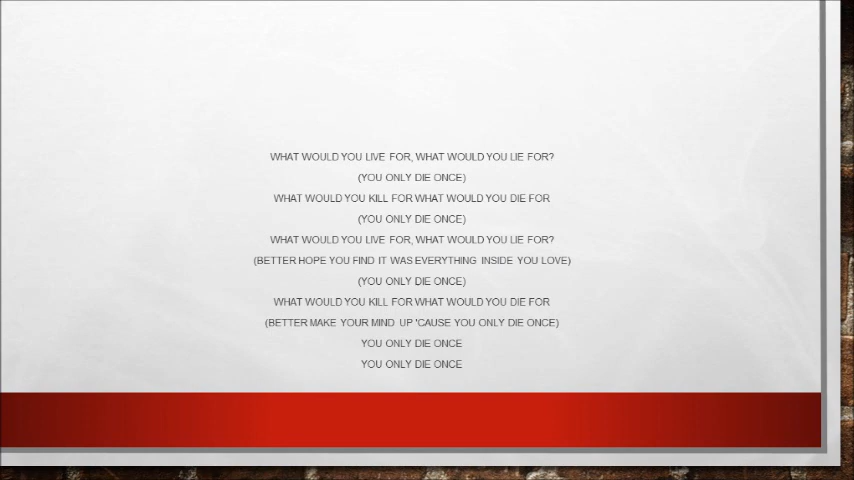 WHAT WOULD YOU LIVE FOR, WHAT WOULD YOU LIE FOR?
(YOU ONLY DIE ONCE)
WHAT WOULD YOU KILL FOR WHAT WOULD YOU DIE FOR
(YOU ONLY DIE ONCE)
WHAT WOULD YOU LIVE FOR, WHAT WOULD YOU LIE FOR?
(BETTER HOPE YOU FIND IT WAS EVERYTHING INSIDE YOU LOVE)
(YOU ONLY DIE ONCE)
WHAT WOULD YOU KILL FOR WHAT WOULD YOU DIE FOR
(BETTER MAKE YOUR MIND UP 'CAUSE YOU ONLY DIE ONCE)
YOU ONLY DIE ONCE
YOU ONLY DIE ONCE